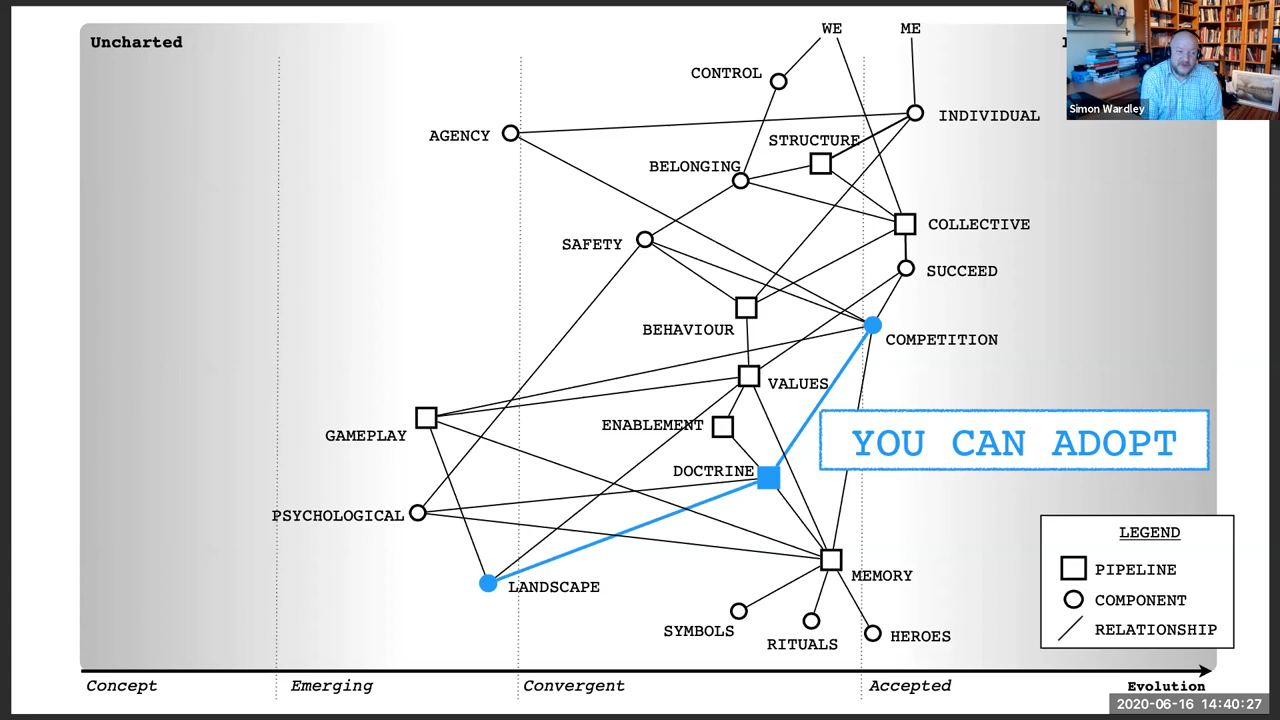 Uncharted
WE
ME
CONTROL
Simon Wardley
INDIVIDUAL
AGENCY
STRUCTURE
BELONGING
COLLECTIVE
SAFETY
SUCCEED
BEHAVIOUR
COMPETITION
VALUES
ENABLEMENT
GAMEPLAY
YOU CAN ADOPT
DOCTRINE
PSYCHOLOGICAL
LEGEND
PIPELINE
COMPONENT
RELATIONSHIP
LANDSCAPE
MEMORY
SYMBOLS
RITUALS
HEROES
Concept
Emerging
Convergent
Accepted
Evolution
2020-06-16 14:40:27